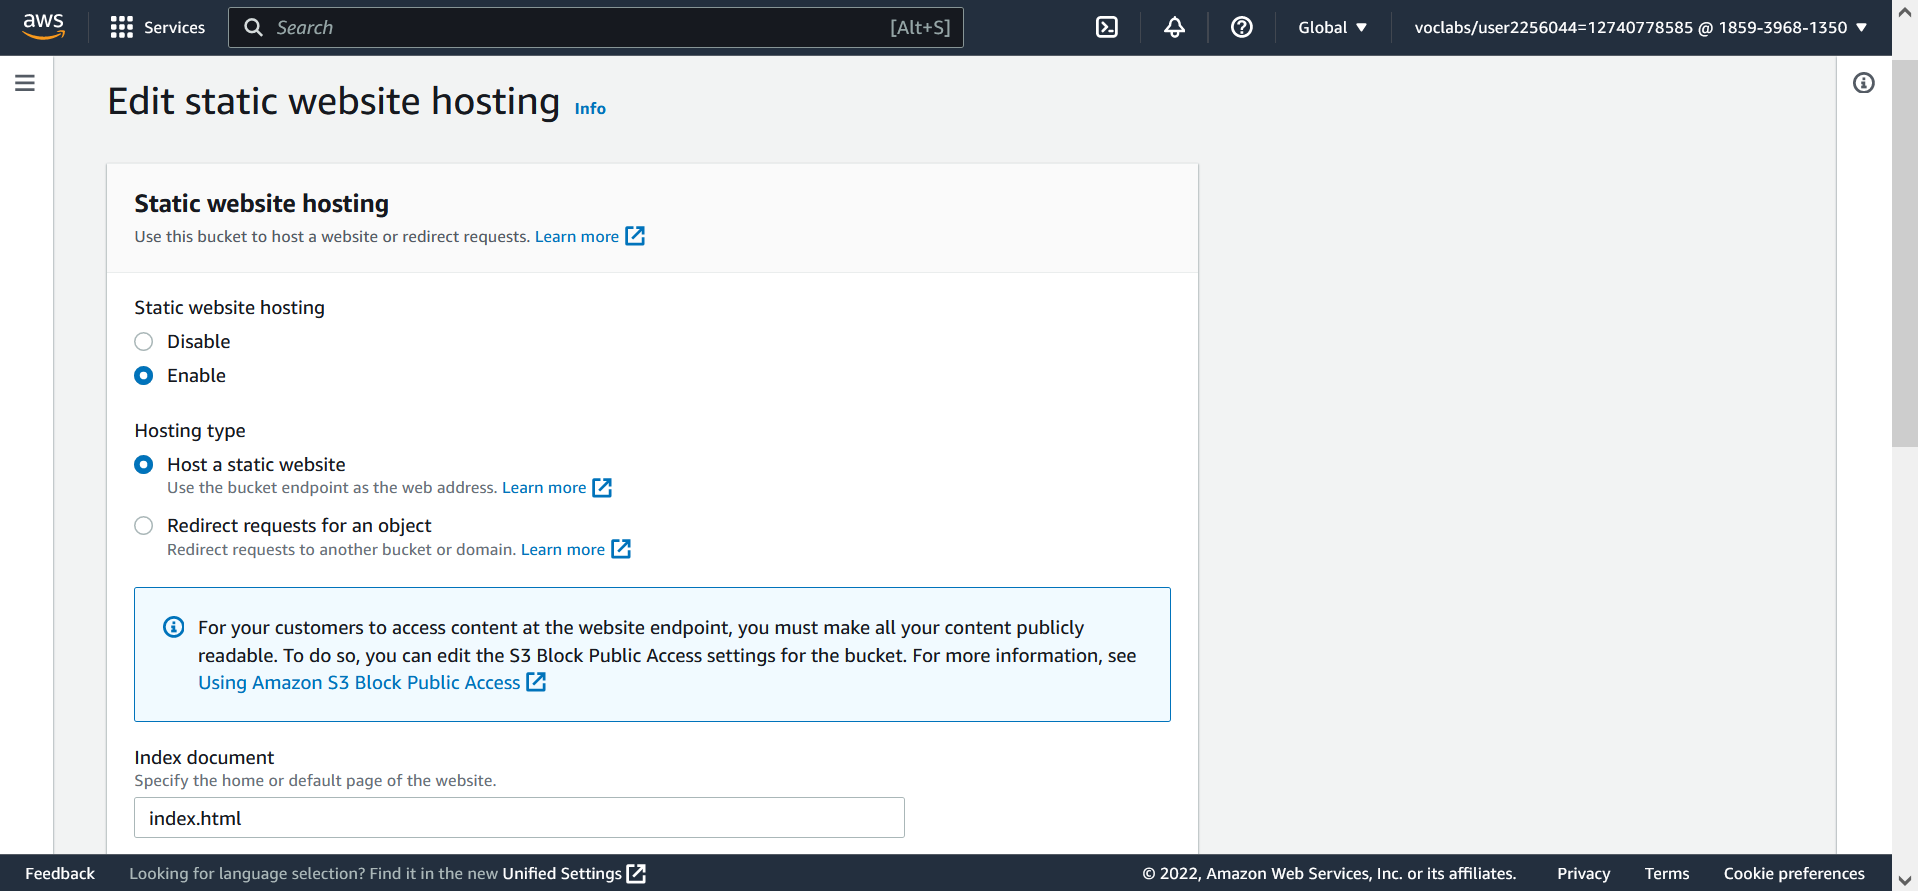 aws Services Search [Alt+S] Global voclabs/user2256044=12740778585 @ 1859-3968-1350
Edit static website hosting Info
Static website hosting
Use this bucket to host a website or redirect requests. Learn more
Static website hosting
Disable
Enable
Hosting type
Host a static website
Use the bucket endpoint as the web address. Learn more
Redirect requests for an object
Redirect requests to another bucket or domain. Learn more
For your customers to access content at the website endpoint, you must make all your content publicly
readable. To do so, you can edit the S3 Block Public Access settings for the bucket. For more information, see
Using Amazon S3 Block Public Access
Index document
Specify the home or default page of the website.
index.html
Feedback Looking for language selection? Find it in the new Unified Settings © 2022, Amazon Web Services, Inc. or its affiliates. Privacy Terms Cookie preferences